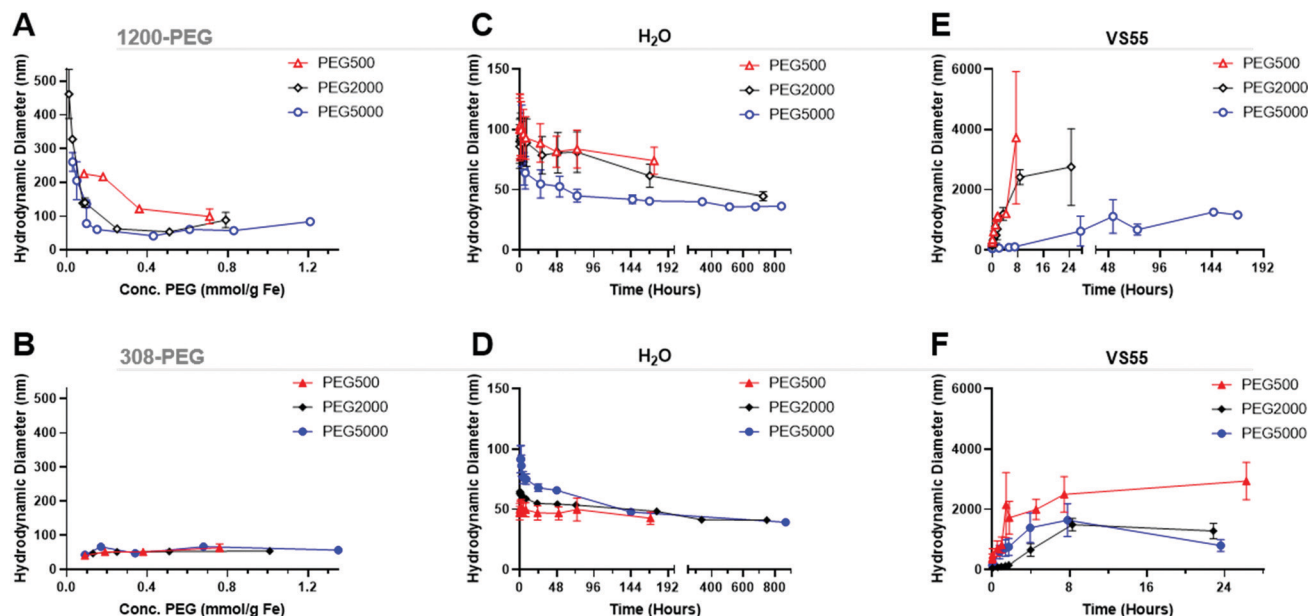 A
1200-PEG
Hydrodynamic Diameter (nm)
500
400
300
200
100
0
0.0
0.4
0.8
1.2
Conc. PEG (mmol/g Fe)
PEG500
PEG2000
PEG5000
C
H2O
Hydrodynamic Diameter (nm)
150
100
50
0
0 48 96 144 192 400 600 800
Time (Hours)
PEG500
PEG2000
PEG5000
E
VS55
Hydrodynamic Diameter (nm)
6000
4000
2000
0
0 8 16 24 48 96 144 192
Time (Hours)
PEG500
PEG2000
PEG5000
B
308-PEG
Hydrodynamic Diameter (nm)
500
400
300
200
100
0
0.0
0.4
0.8
1.2
Conc. PEG (mmol/g Fe)
PEG500
PEG2000
PEG5000
D
H2O
Hydrodynamic Diameter (nm)
150
100
50
0
0 48 96 144 192 400 600 800
Time (Hours)
PEG500
PEG2000
PEG5000
F
VS55
Hydrodynamic Diameter (nm)
6000
4000
2000
0
0 8 16 24
Time (Hours)
PEG500
PEG2000
PEG5000